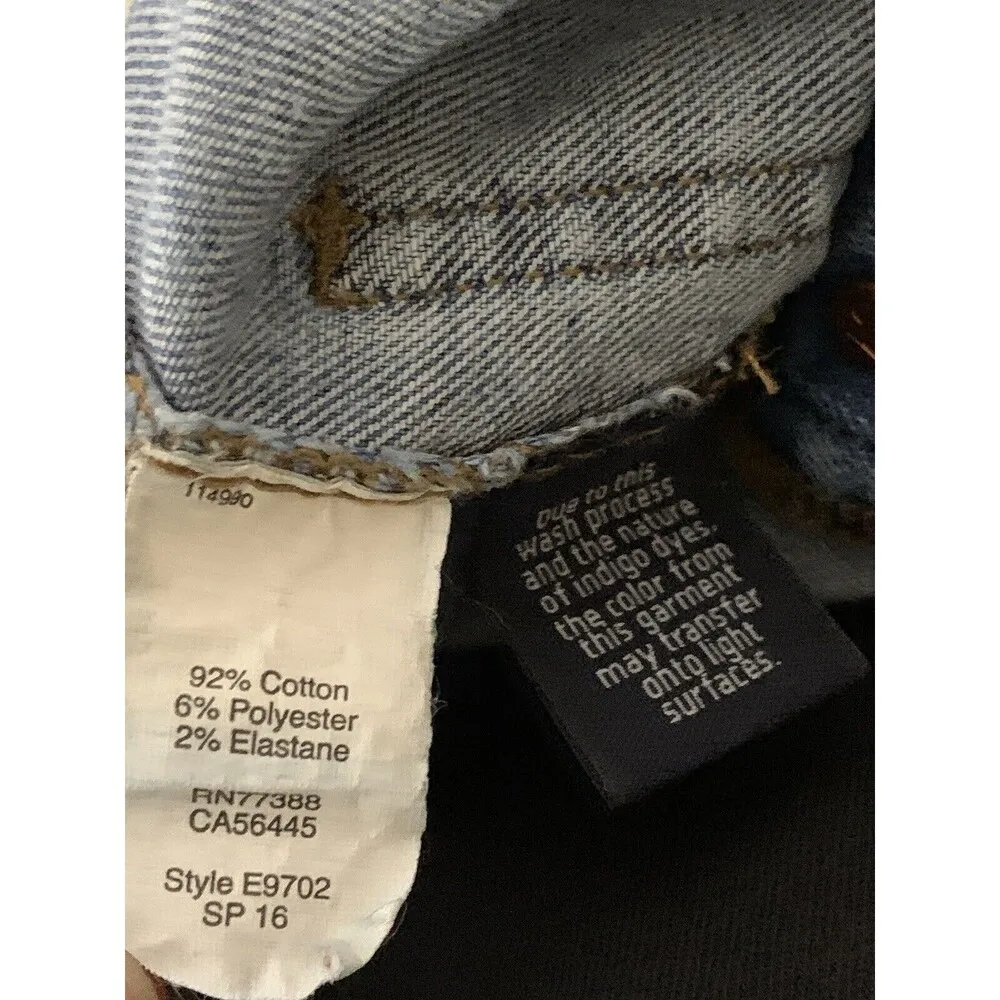 114990
92% Cotton
6% Polyester
2% Elastane
RN77388
CA56445
Style E9702
SP 16
Due to this
wash process
and the nature
of indigo dyes.
the color from
this garment
may transfer
onto light
surfaces.